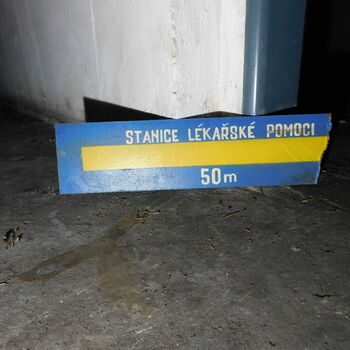 STANICE LÉKAŘSKÉ POMOCI
50m